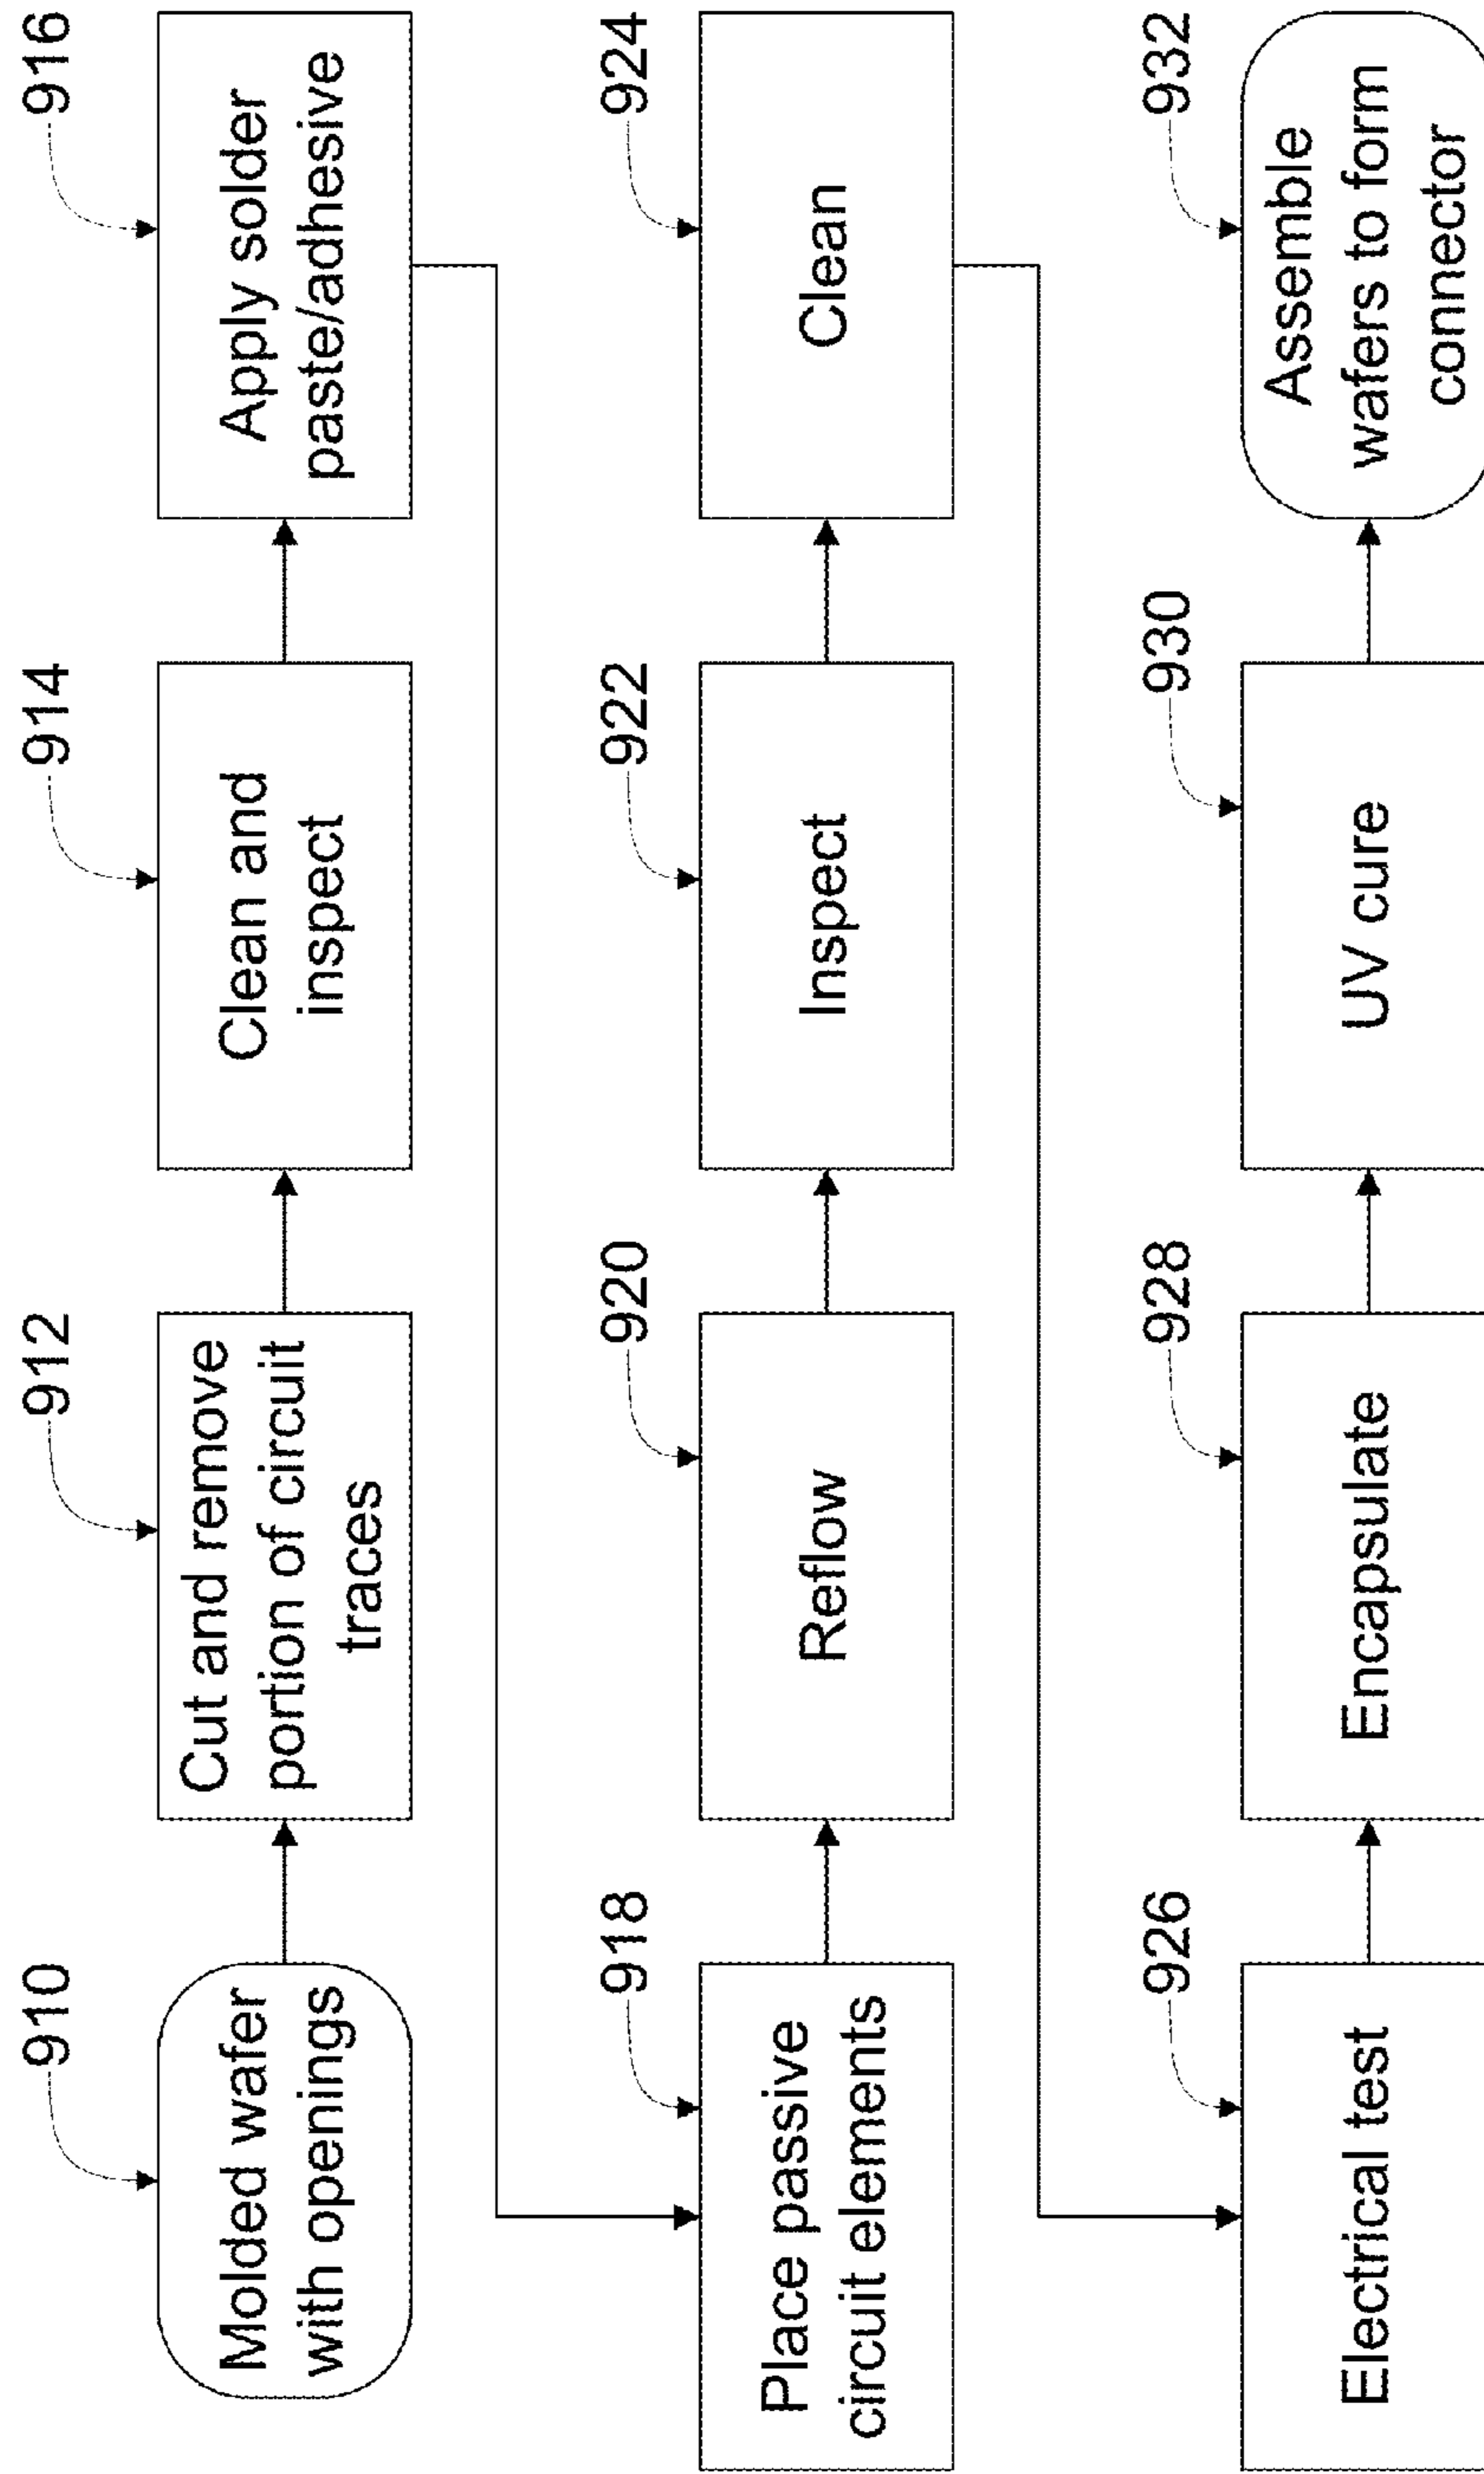 910
Molded wafer
with openings
912
Cut and remove
portion of circuit
traces
914
Clean and
inspect
916
Apply solder
paste/adhesive
918
Place passive
circuit elements
920
Reflow
922
Inspect
924
Clean
926
Electrical test
928
Encapsulate
930
UV cure
932
Assemble
wafers to form
connector